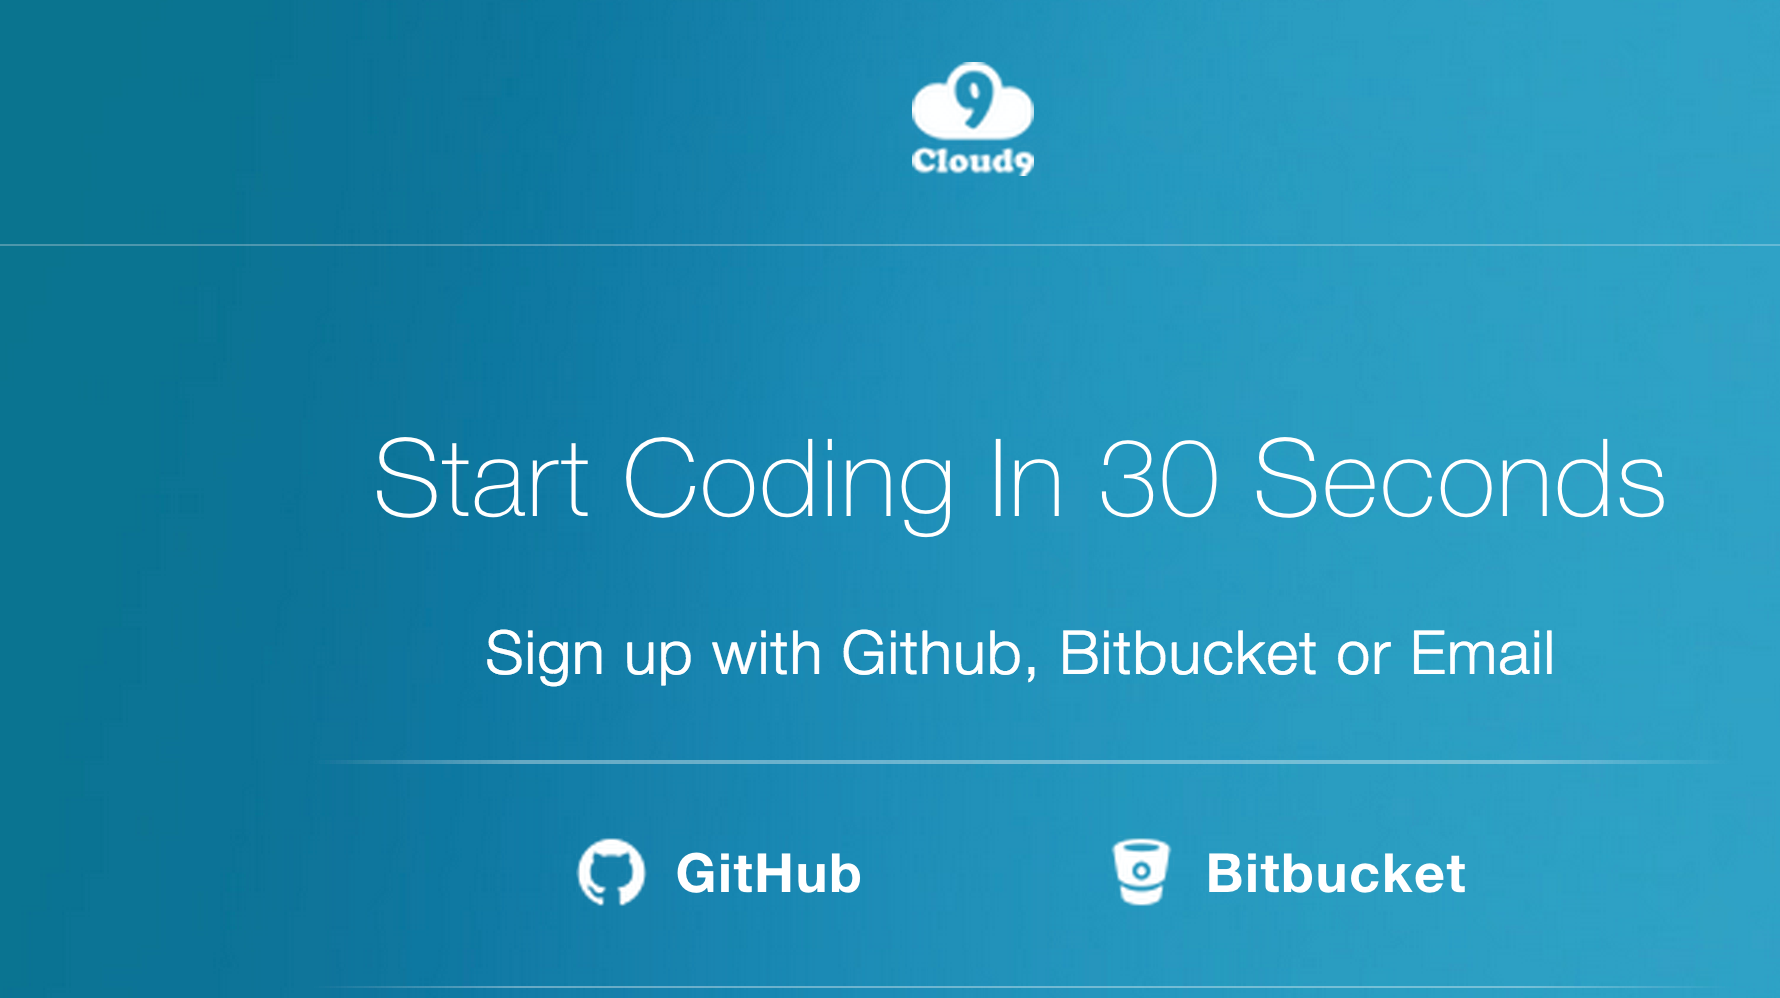 9
Cloud9
Start Coding In 30 Seconds
Sign up with Github, Bitbucket or Email
GitHub
Bitbucket